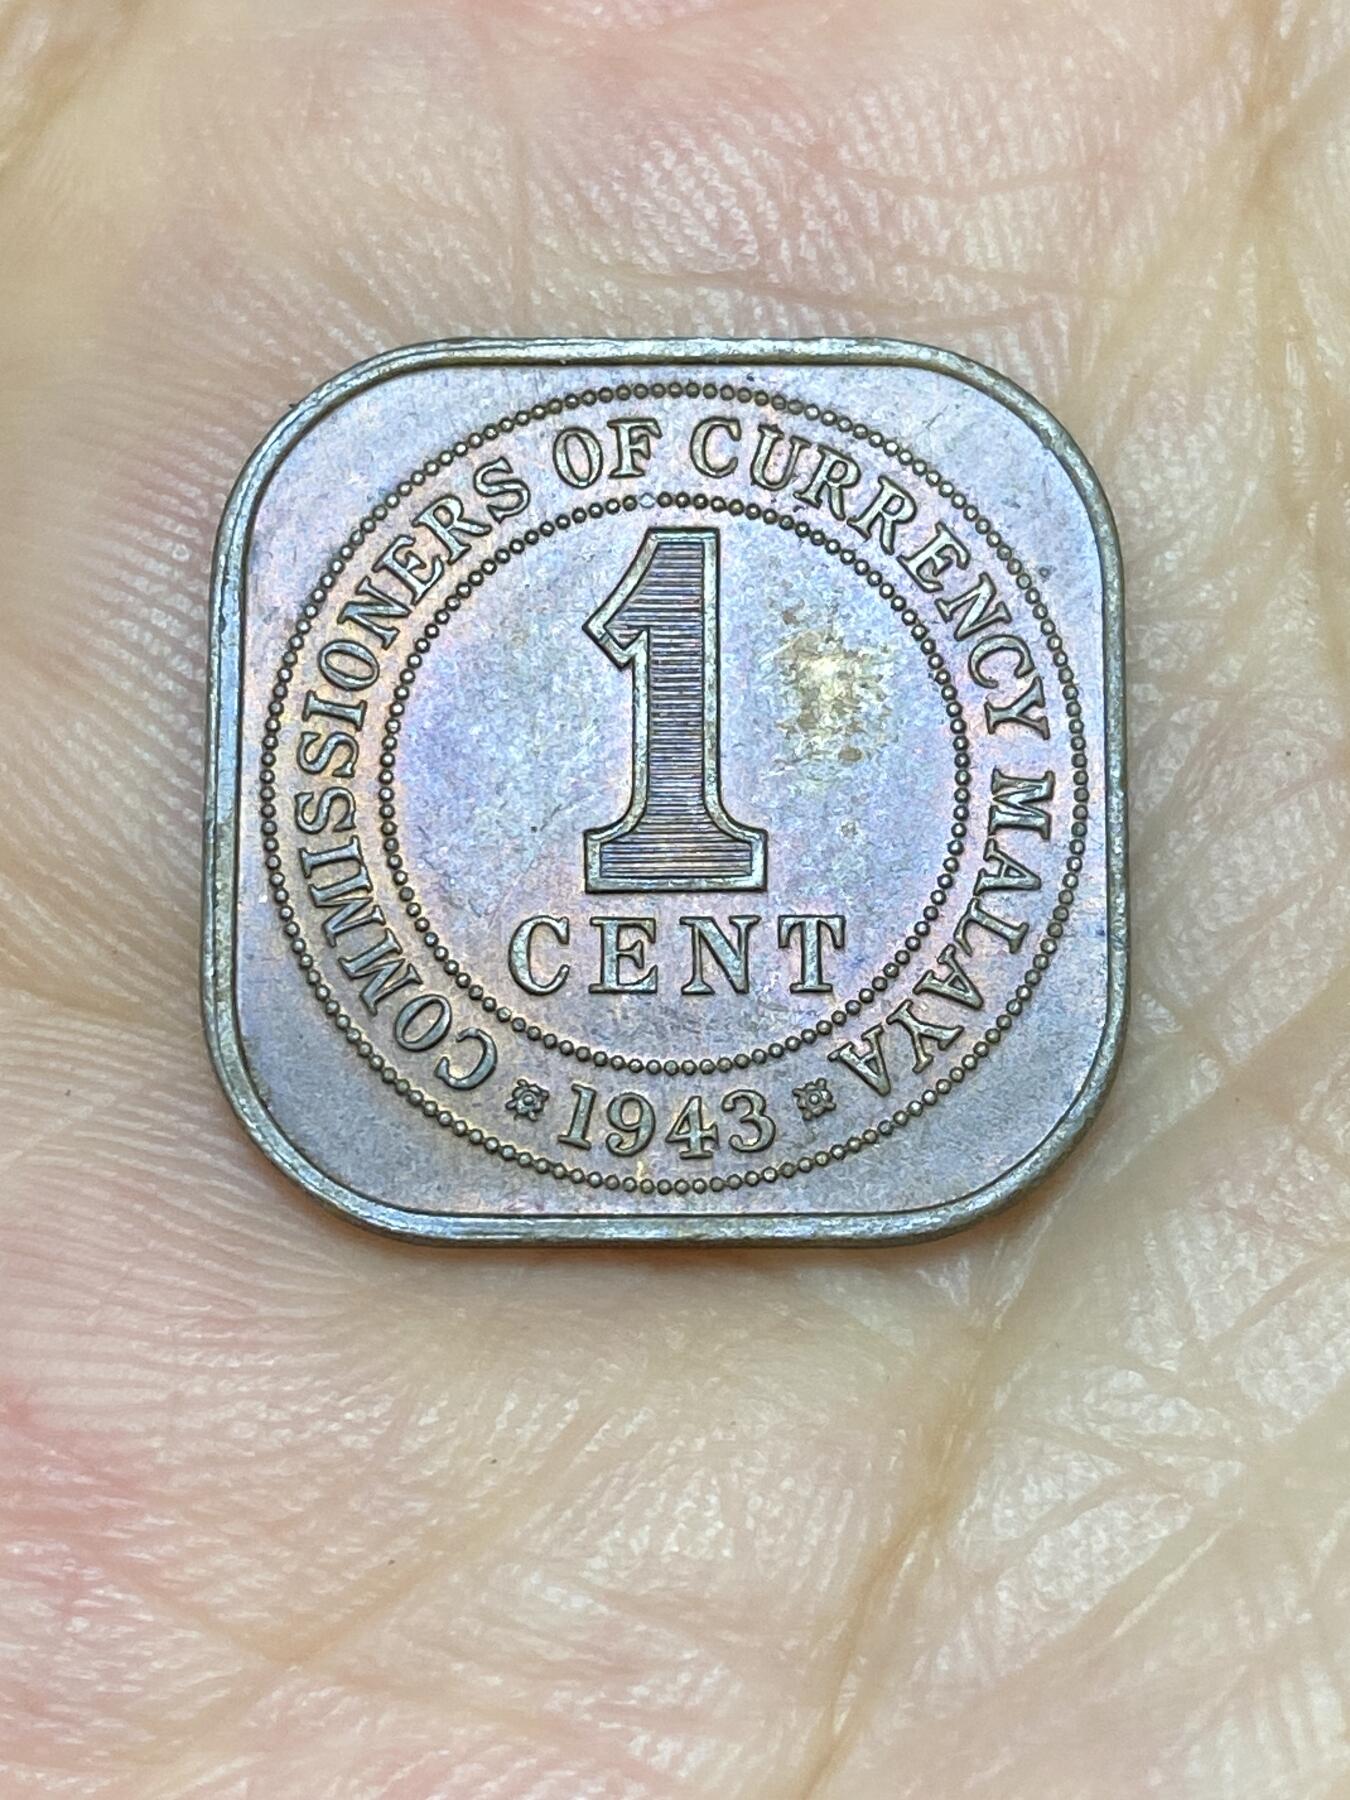 COMMISSIONERS OF CURRENCY MALAYA
1
CENT
1943